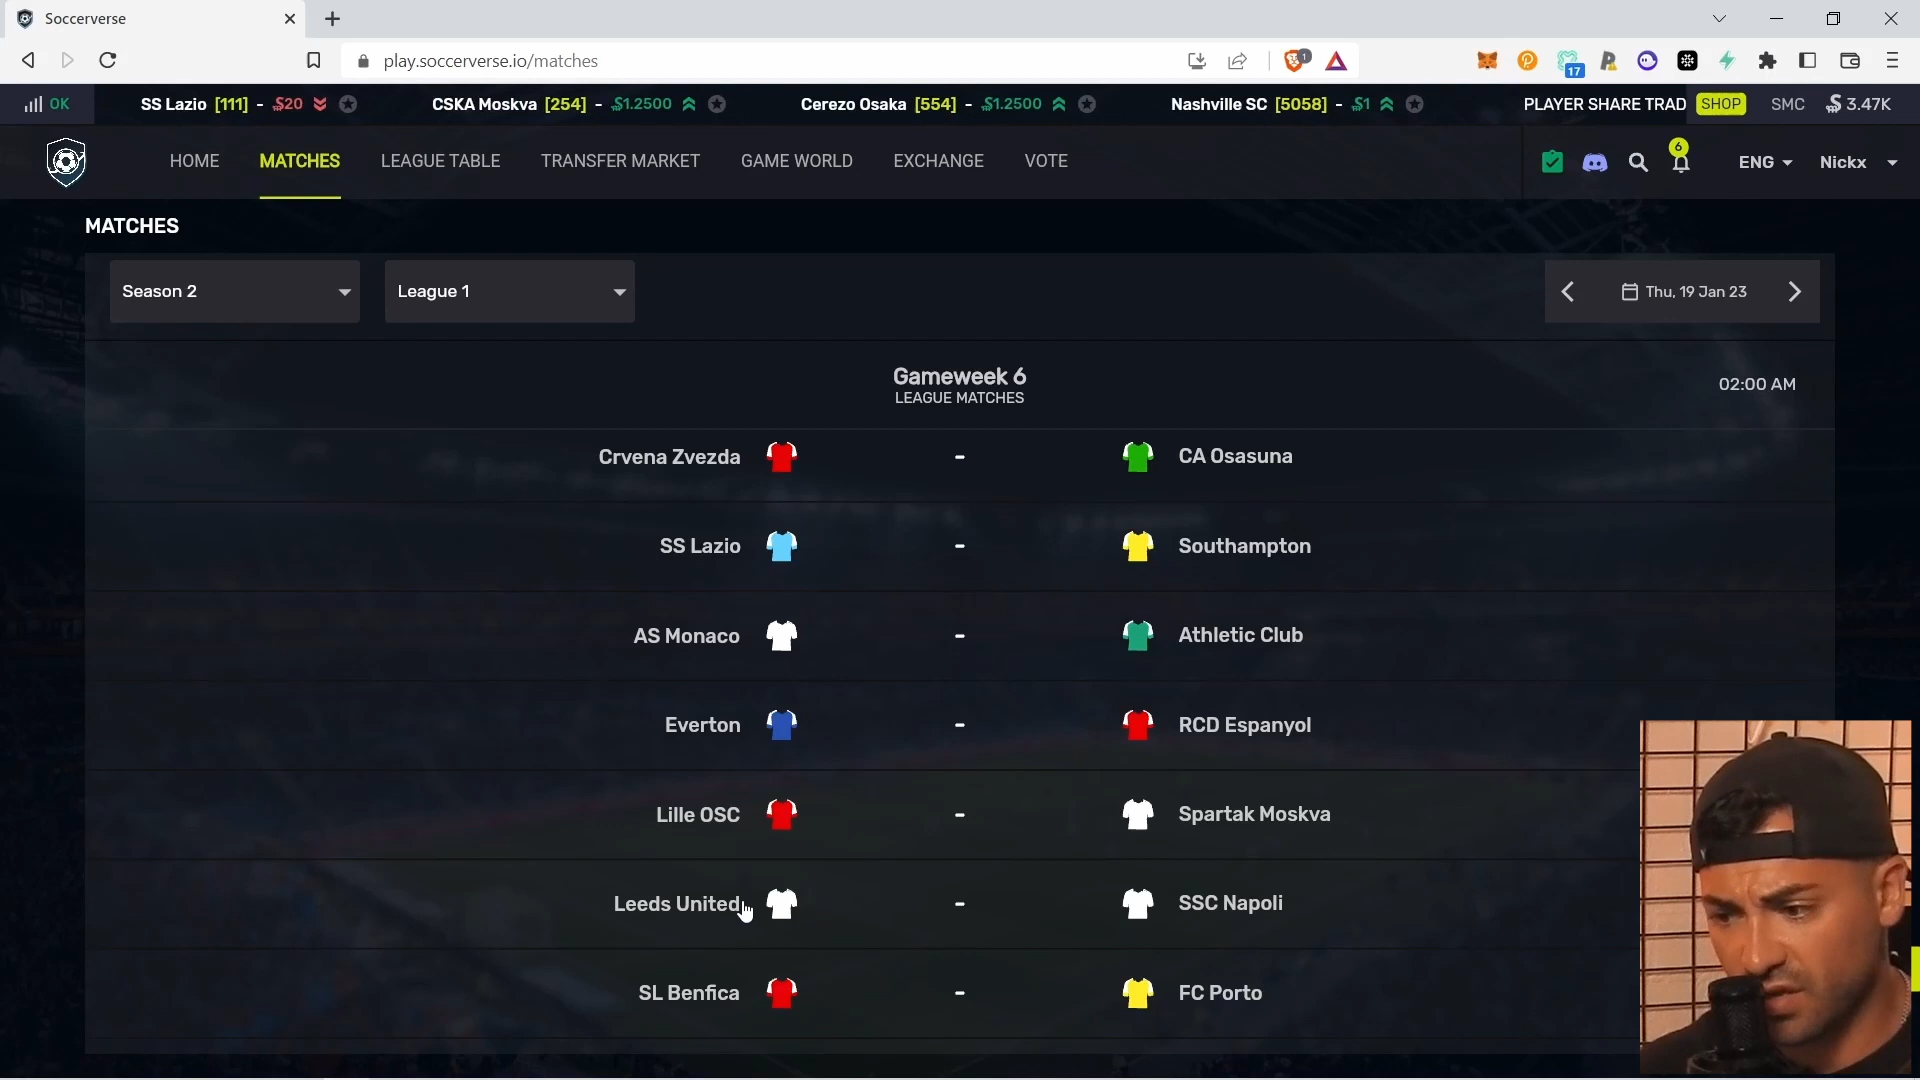 Soccerverse
play.soccerverse.io/matches
1
17
OK
SS Lazio [111] - $20
CSKA Moskva [254] - $1.2500
Cerezo Osaka [554] - $1.2500
Nashville SC [5058] - $1
PLAYER SHARE TRAD
SHOP
SMC
$ 3.47K
HOME
MATCHES
LEAGUE TABLE
TRANSFER MARKET
GAME WORLD
EXCHANGE
VOTE
6
ENG
Nickx
MATCHES
Season 2
League 1
Thu, 19 Jan 23
Gameweek 6
LEAGUE MATCHES
02:00 AM
Crvena Zvezda - CA Osasuna
SS Lazio - Southampton
AS Monaco - Athletic Club
Everton - RCD Espanyol
Lille OSC - Spartak Moskva
Leeds United - SSC Napoli
SL Benfica - FC Porto